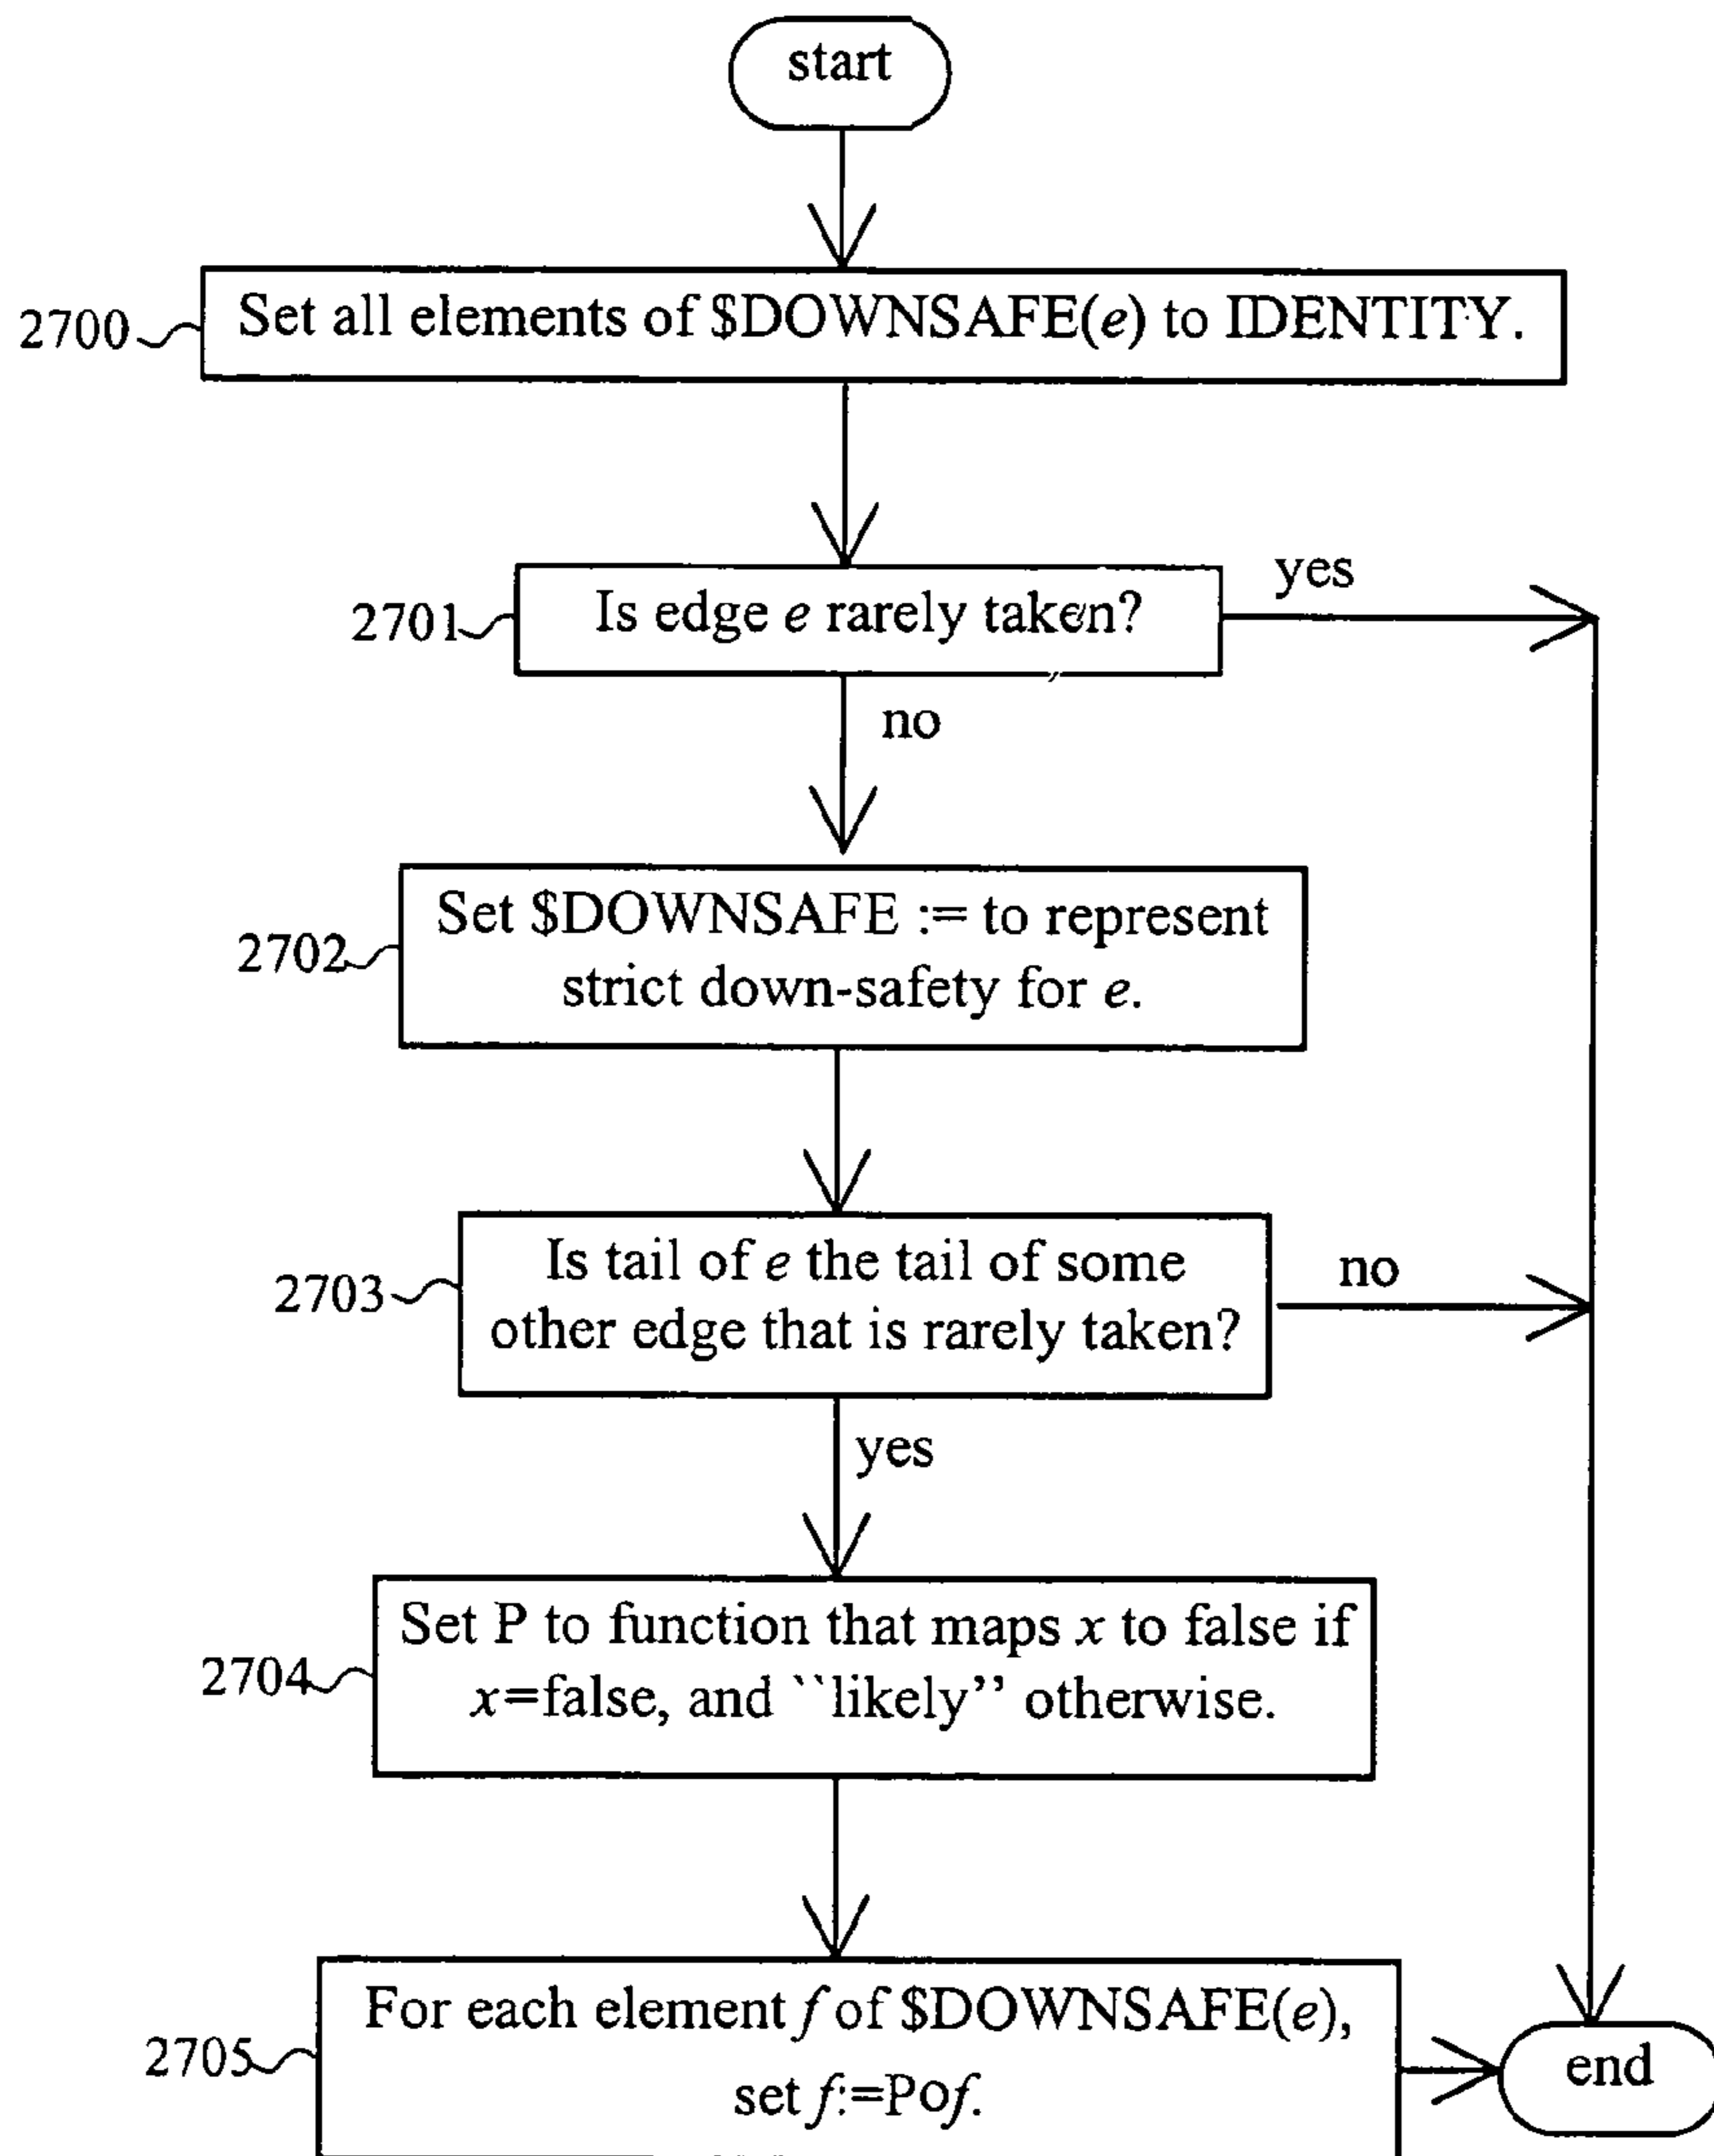 start
2700
Set all elements of $DOWNSAFE(e) to IDENTITY.
2701
Is edge e rarely taken?
yes
no
2702
Set $DOWNSAFE := to represent
strict down-safety for e.
2703
Is tail of e the tail of some
other edge that is rarely taken?
no
yes
2704
Set P to function that maps x to false if
x=false, and ``likely'' otherwise.
2705
For each element f of $DOWNSAFE(e),
set f:=Pof.
end